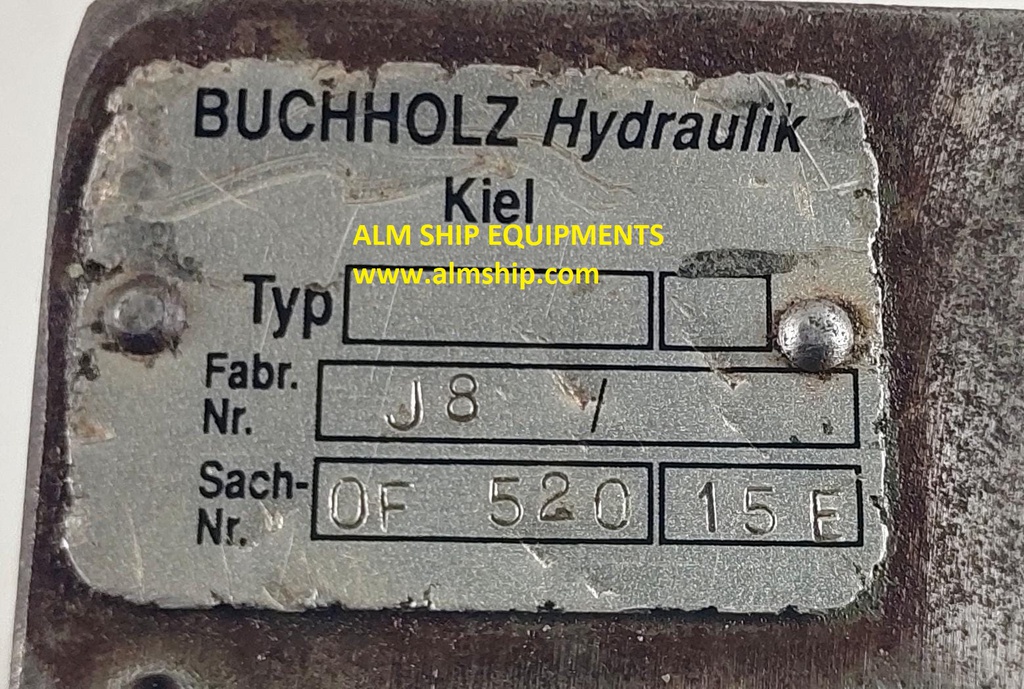 BUCHHOLZ Hydraulik
Kiel
ALM SHIP EQUIPMENTS
www.almship.com
Typ
Fabr. Nr. J8 /
Sach-Nr. OF 520 15 E